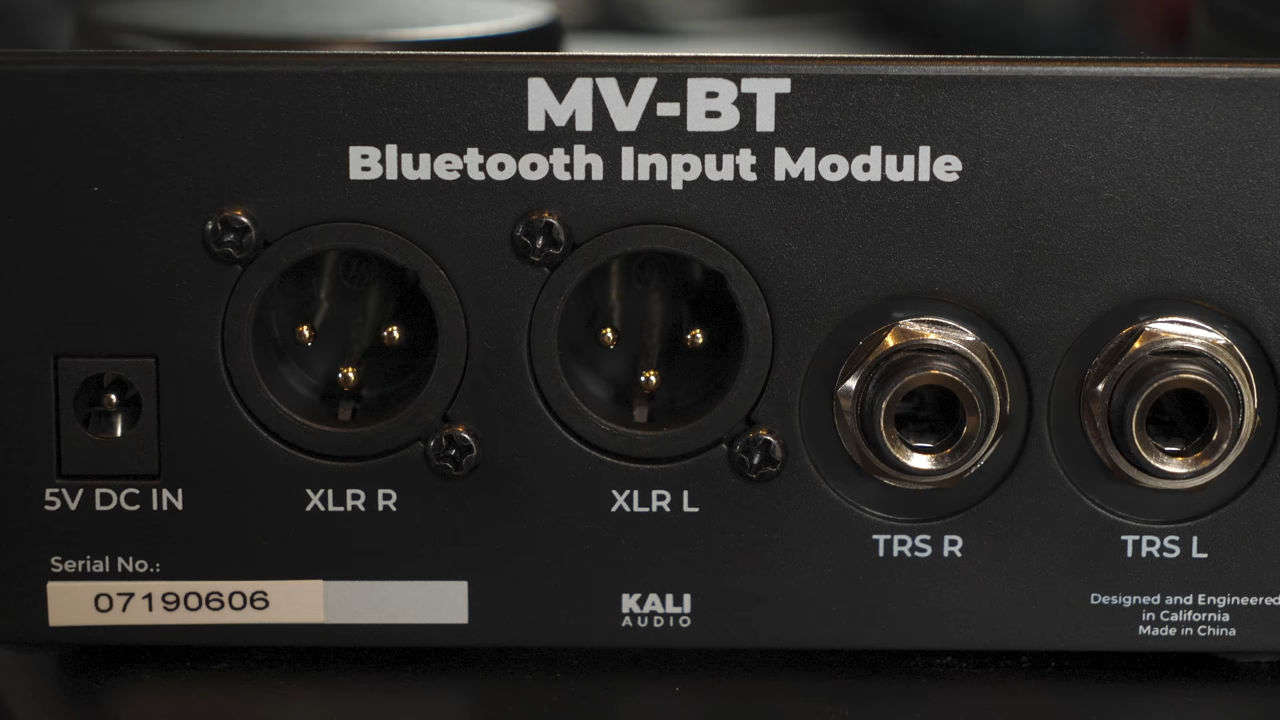 MV-BT
Bluetooth Input Module
5V DC IN
XLR R
XLR L
TRS R
TRS L
Serial No.:
07190606
KALI
AUDIO
Designed and Engineered
in California
Made in China